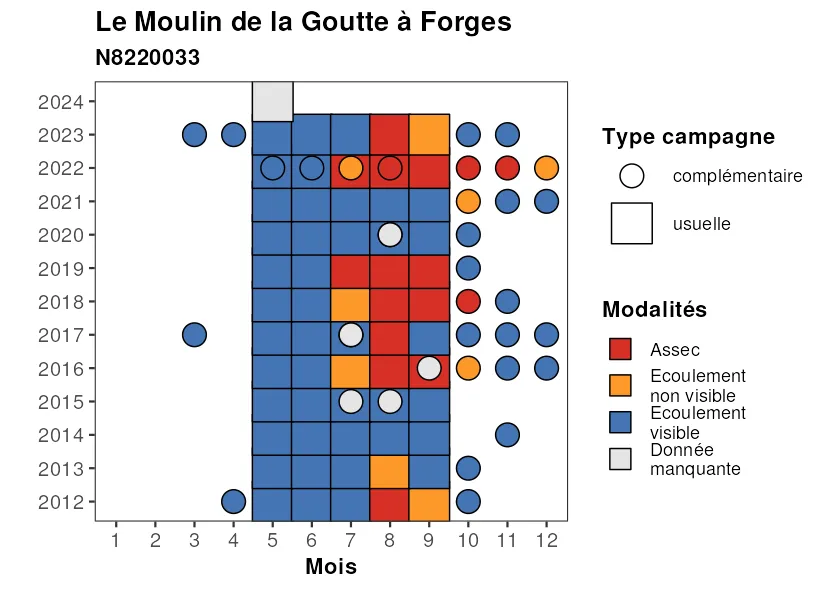 Le Moulin de la Goutte à Forges
N8220033
2024
2023
2022
2021
2020
2019
2018
2017
2016
2015
2014
2013
2012
1 2 3 4 5 6 7 8 9 10 11 12
Mois
Type campagne
complémentaire
usuelle
Modalités
Assec
Ecoulement
non visible
Ecoulement
visible
Donnée
manquante